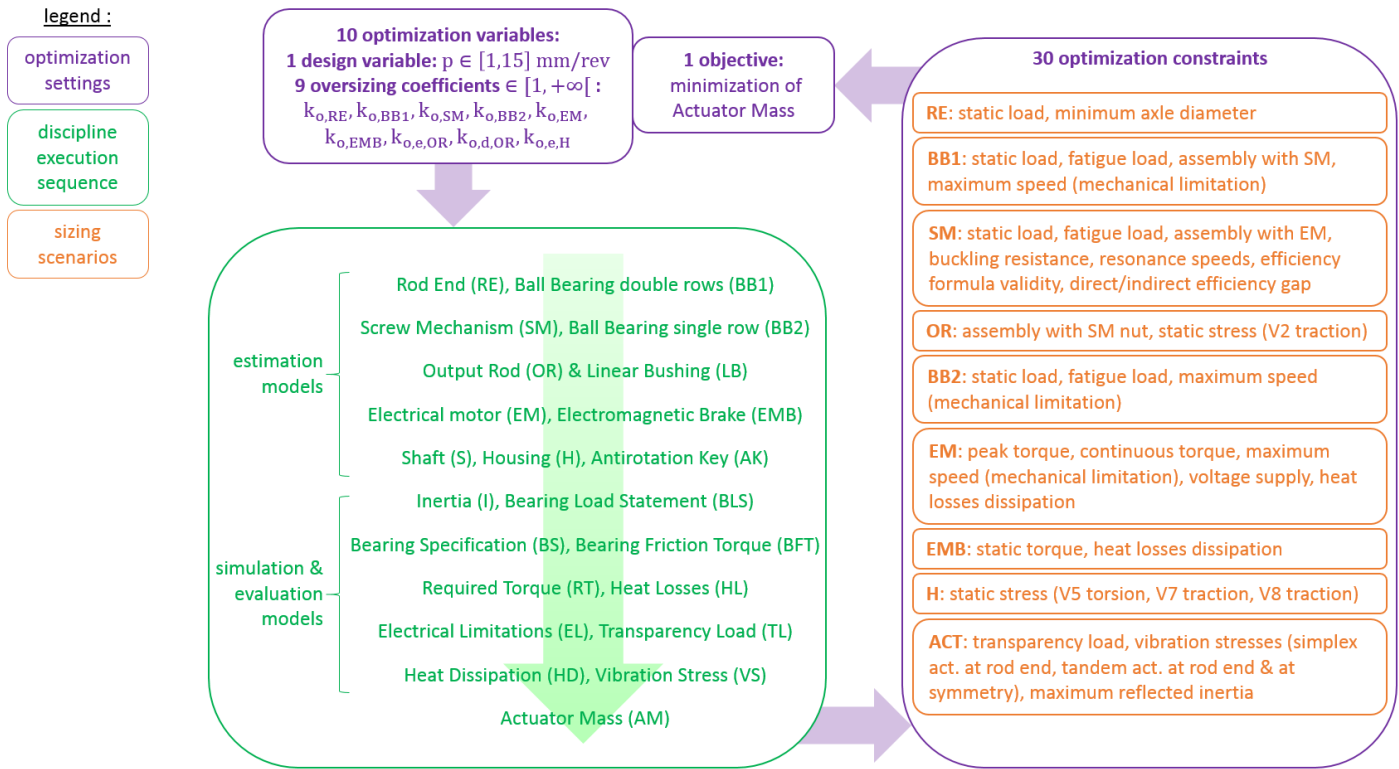 legend :
optimization
settings
discipline
execution
sequence
sizing
scenarios
10 optimization variables:
1 design variable: p ∈ [1,15] mm/rev
9 oversizing coefficients ∈ [1, +∞[ :
k₀,RE, k₀,BB1, k₀,SM, k₀,BB2, k₀,EM,
k₀,EMB, k₀,e,OR, k₀,d,OR, k₀,e,H
1 objective:
minimization of
Actuator Mass
estimation
models
simulation &
evaluation
models
Rod End (RE), Ball Bearing double rows (BB1)
Screw Mechanism (SM), Ball Bearing single row (BB2)
Output Rod (OR) & Linear Bushing (LB)
Electrical motor (EM), Electromagnetic Brake (EMB)
Shaft (S), Housing (H), Antirotation Key (AK)
Inertia (I), Bearing Load Statement (BLS)
Bearing Specification (BS), Bearing Friction Torque (BFT)
Required Torque (RT), Heat Losses (HL)
Electrical Limitations (EL), Transparency Load (TL)
Heat Dissipation (HD), Vibration Stress (VS)
Actuator Mass (AM)
30 optimization constraints
RE: static load, minimum axle diameter
BB1: static load, fatigue load, assembly with SM,
maximum speed (mechanical limitation)
SM: static load, fatigue load, assembly with EM,
buckling resistance, resonance speeds, efficiency
formula validity, direct/indirect efficiency gap
OR: assembly with SM nut, static stress (V2 traction)
BB2: static load, fatigue load, maximum speed
(mechanical limitation)
EM: peak torque, continuous torque, maximum
speed (mechanical limitation), voltage supply, heat
losses dissipation
EMB: static torque, heat losses dissipation
H: static stress (V5 torsion, V7 traction, V8 traction)
ACT: transparency load, vibration stresses (simplex
act. at rod end, tandem act. at rod end & at
symmetry), maximum reflected inertia